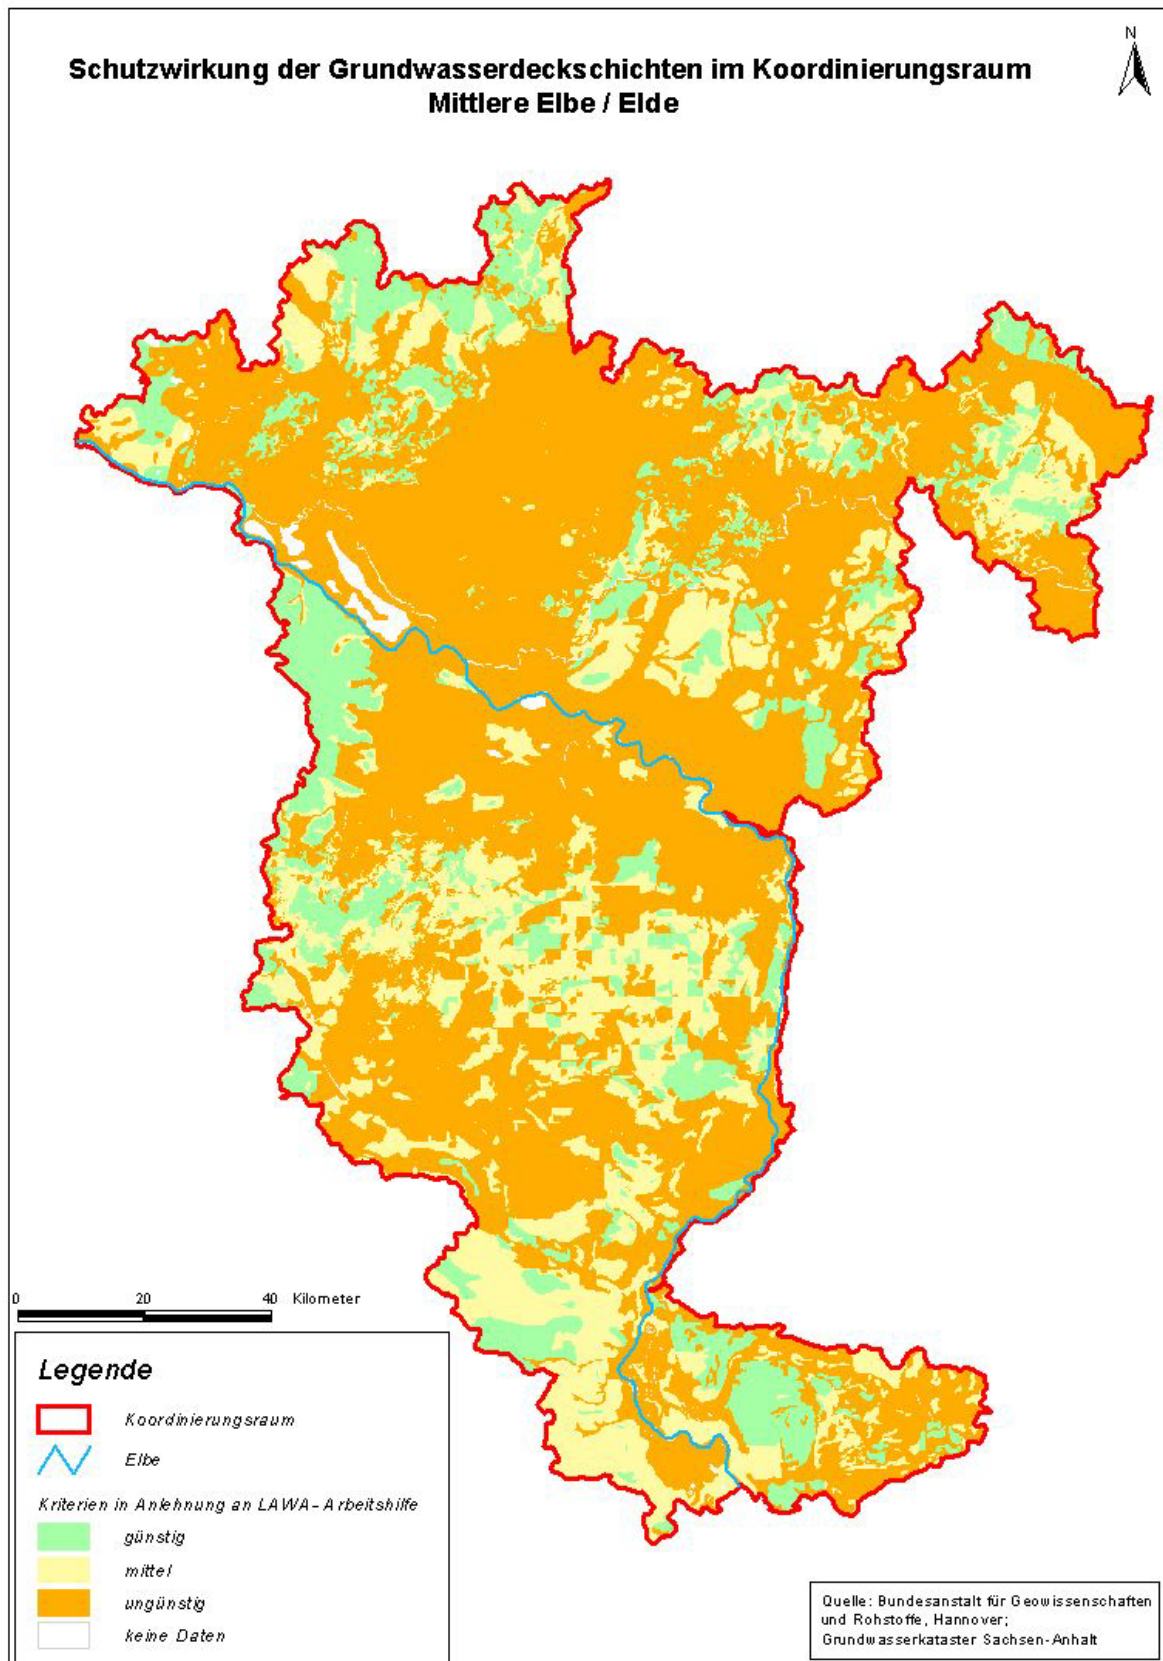 N
Schutzwirkung der Grundwasserdeckschichten im Koordinierungsraum
Mittlere Elbe / Elde
0 20 40 Kilometer
Legende
Koordinierungsraum
Elbe
Kriterien in Anlehnung an LAWA-Arbeitshilfe
günstig
mittel
ungünstig
keine Daten
Quelle: Bundesanstalt für Geowissenschaften
und Rohstoffe, Hannover;
Grundwasserkataster Sachsen-Anhalt